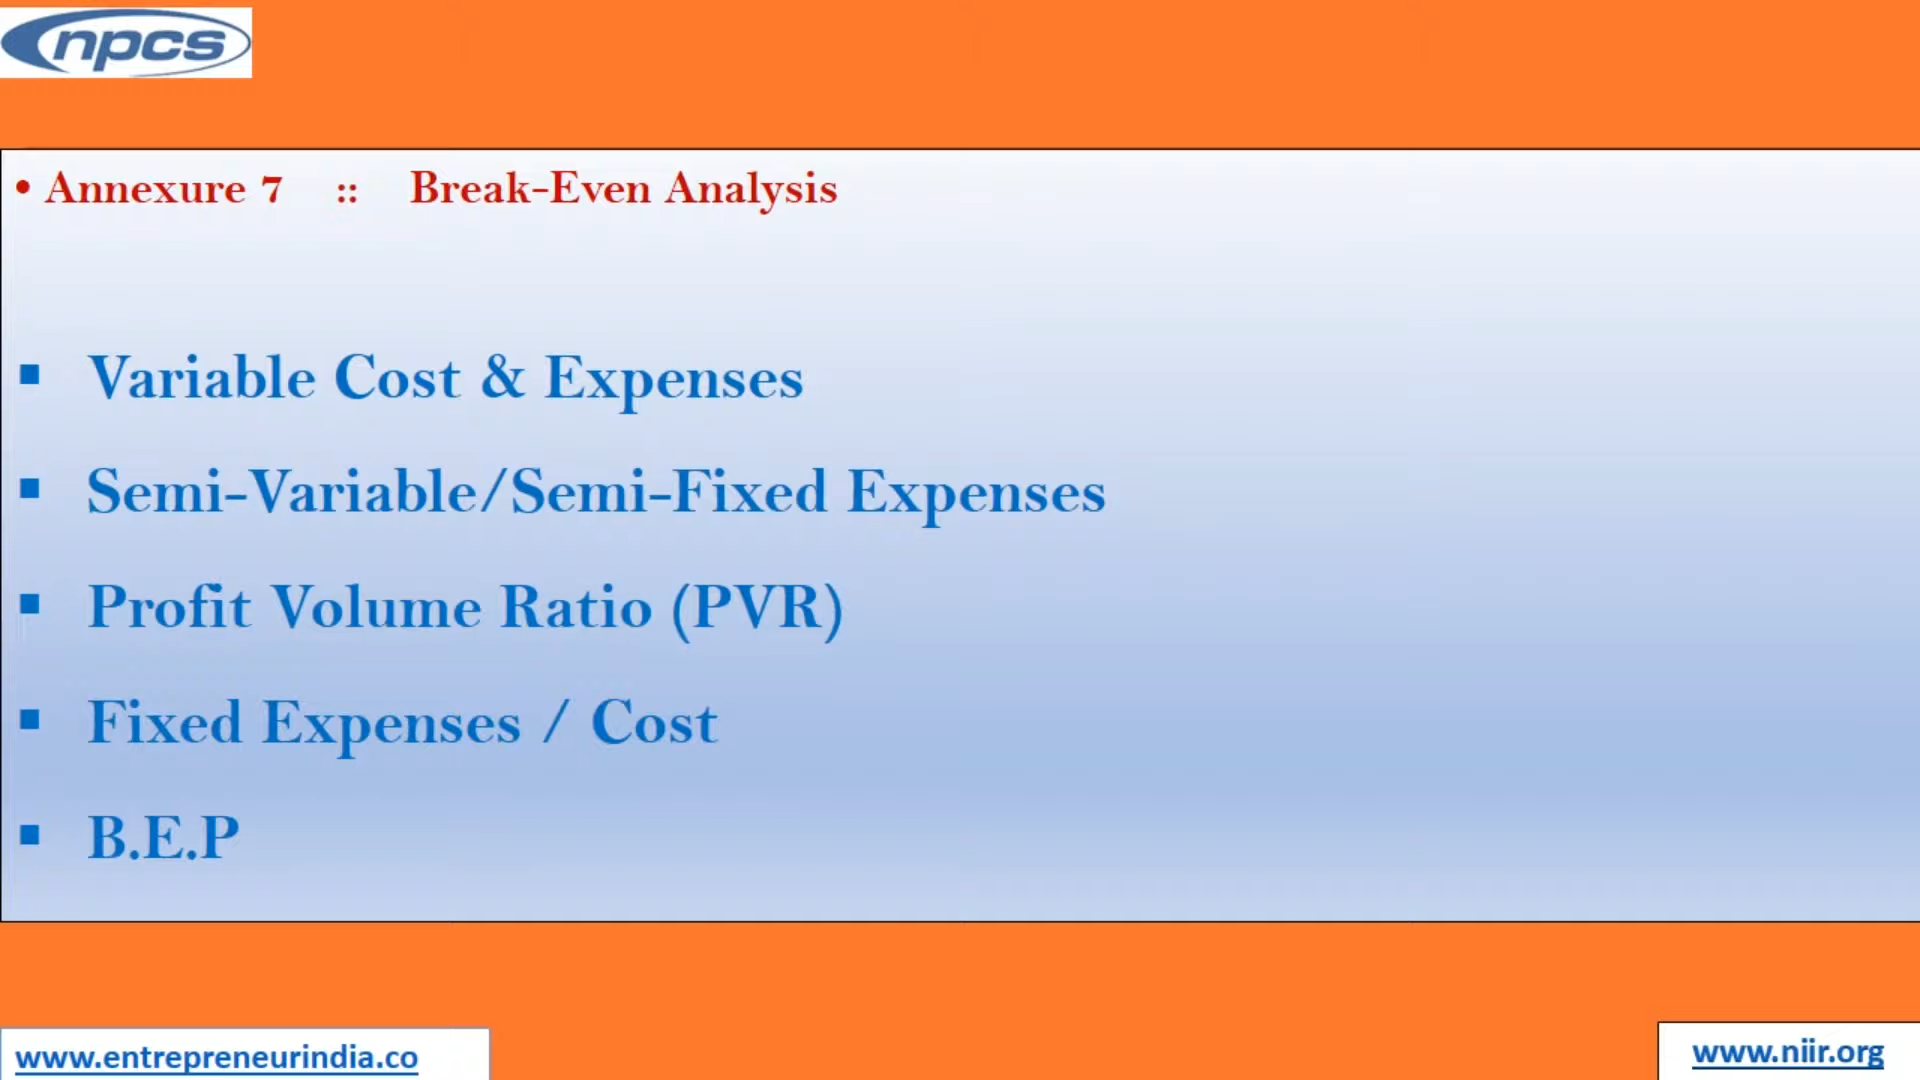 npcs
• Annexure 7 :: Break-Even Analysis
▪ Variable Cost & Expenses
▪ Semi-Variable/Semi-Fixed Expenses
▪ Profit Volume Ratio (PVR)
▪ Fixed Expenses / Cost
▪ B.E.P
www.entrepreneurindia.co
www.niir.org